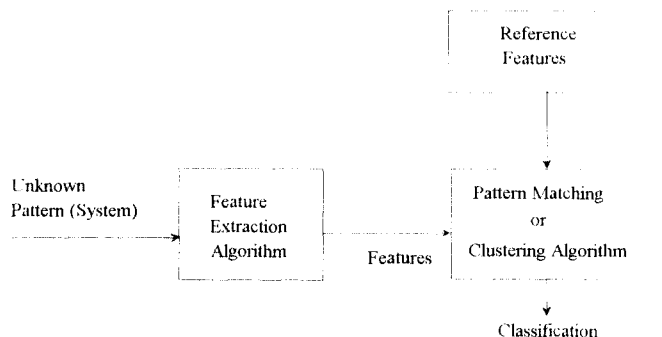 Reference
Features
Unknown
Pattern (System)
Feature
Extraction
Algorithm
Features
Pattern Matching
or
Clustering Algorithm
Classification